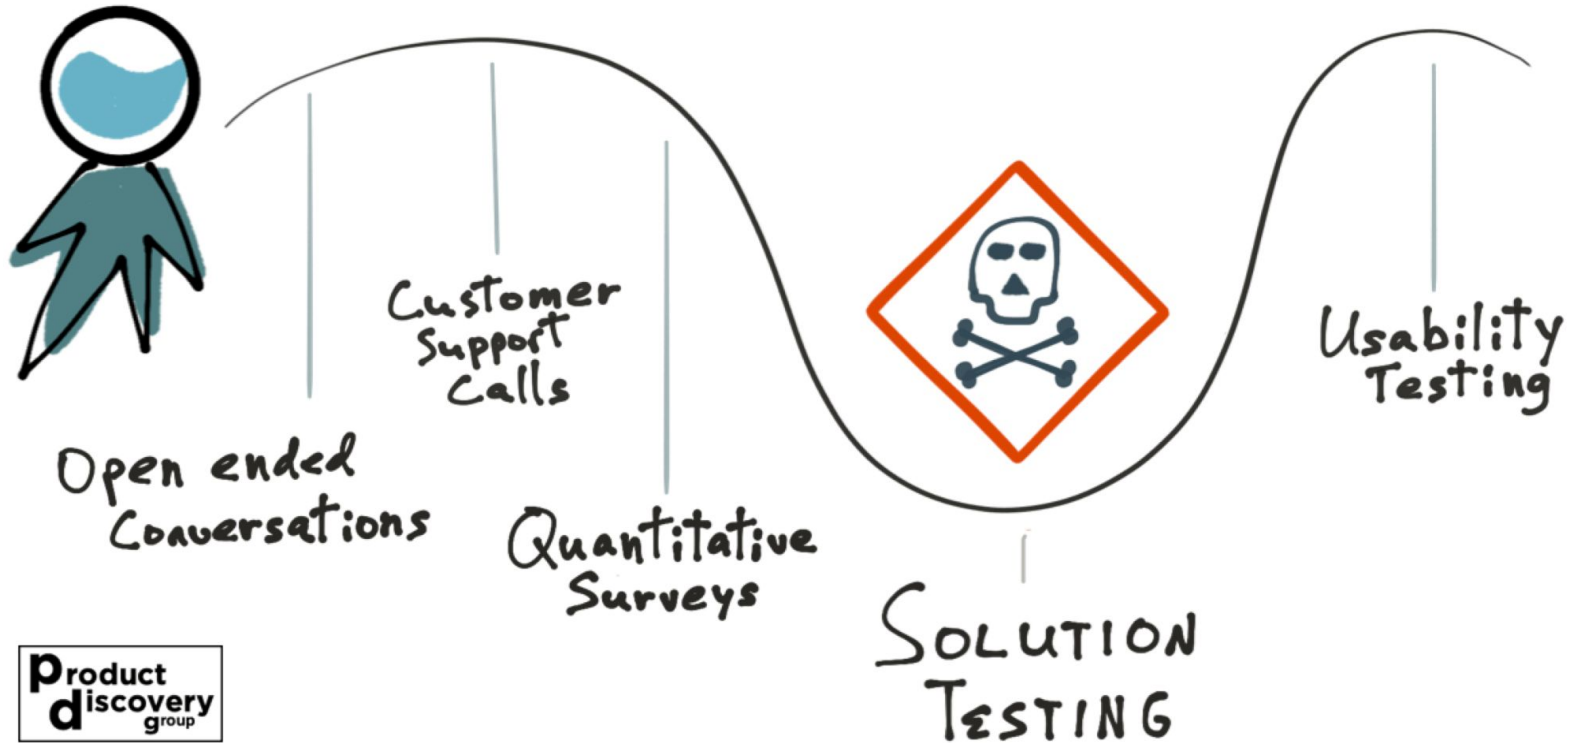 Open ended
Conversations
Customer
Support
Calls
Quantitative
Surveys
SOLUTION
TESTING
Usability
Testing
Product
discovery
group